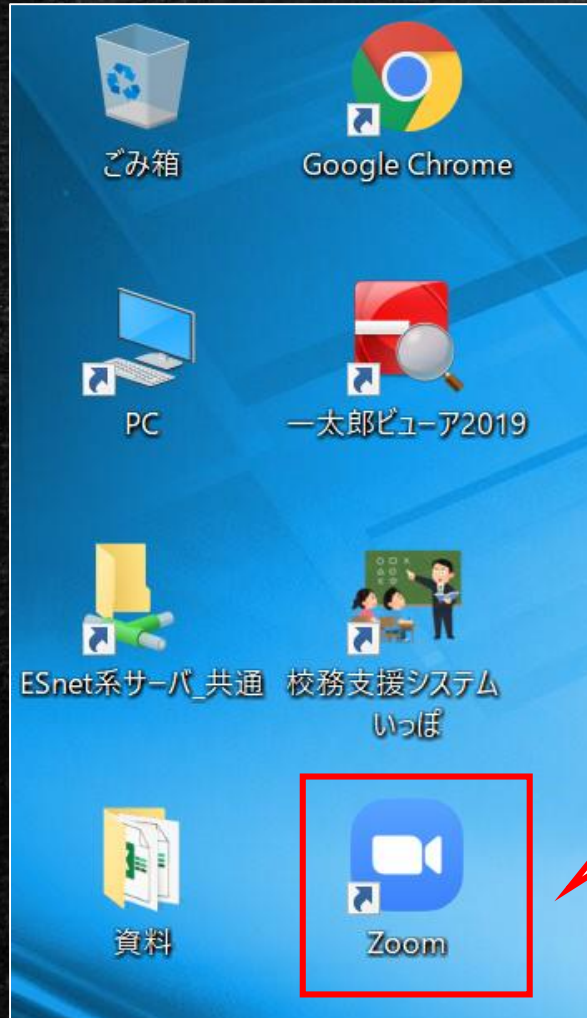 ごみ箱
Google Chrome
PC
一太郎ビューア2019
ESnet系サーバ_共通
校務支援システム
いっぽ
資料
Zoom